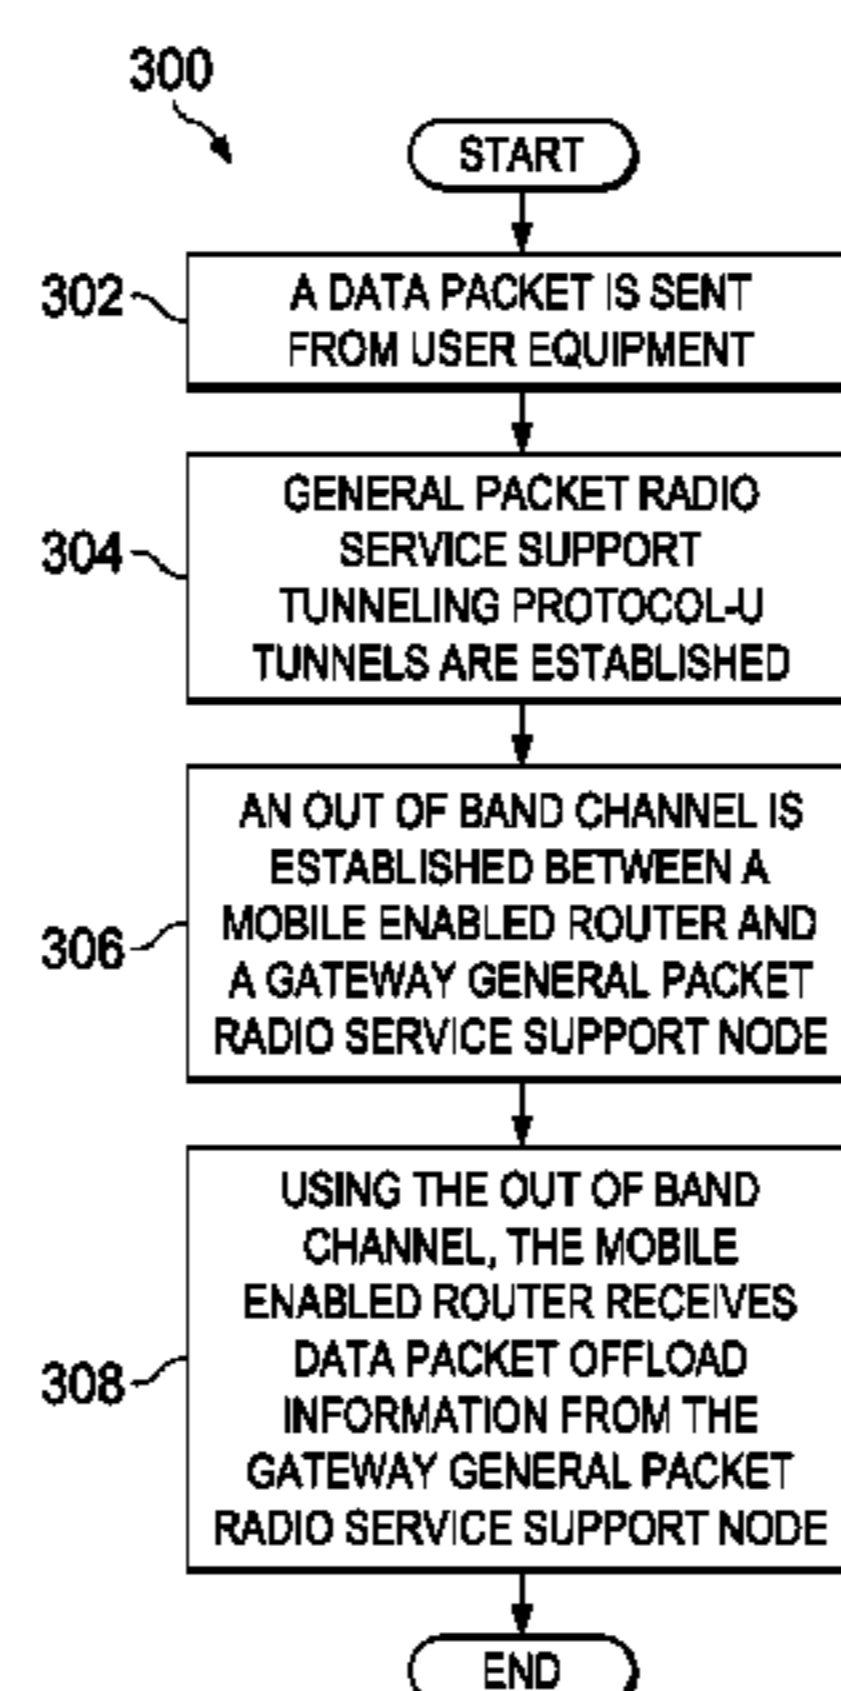 300
START
302
A DATA PACKET IS SENT
FROM USER EQUIPMENT
304
GENERAL PACKET RADIO
SERVICE SUPPORT
TUNNELING PROTOCOL-U
TUNNELS ARE ESTABLISHED
306
AN OUT OF BAND CHANNEL IS
ESTABLISHED BETWEEN A
MOBILE ENABLED ROUTER AND
A GATEWAY GENERAL PACKET
RADIO SERVICE SUPPORT NODE
308
USING THE OUT OF BAND
CHANNEL, THE MOBILE
ENABLED ROUTER RECEIVES
DATA PACKET OFFLOAD
INFORMATION FROM THE
GATEWAY GENERAL PACKET
RADIO SERVICE SUPPORT NODE
END